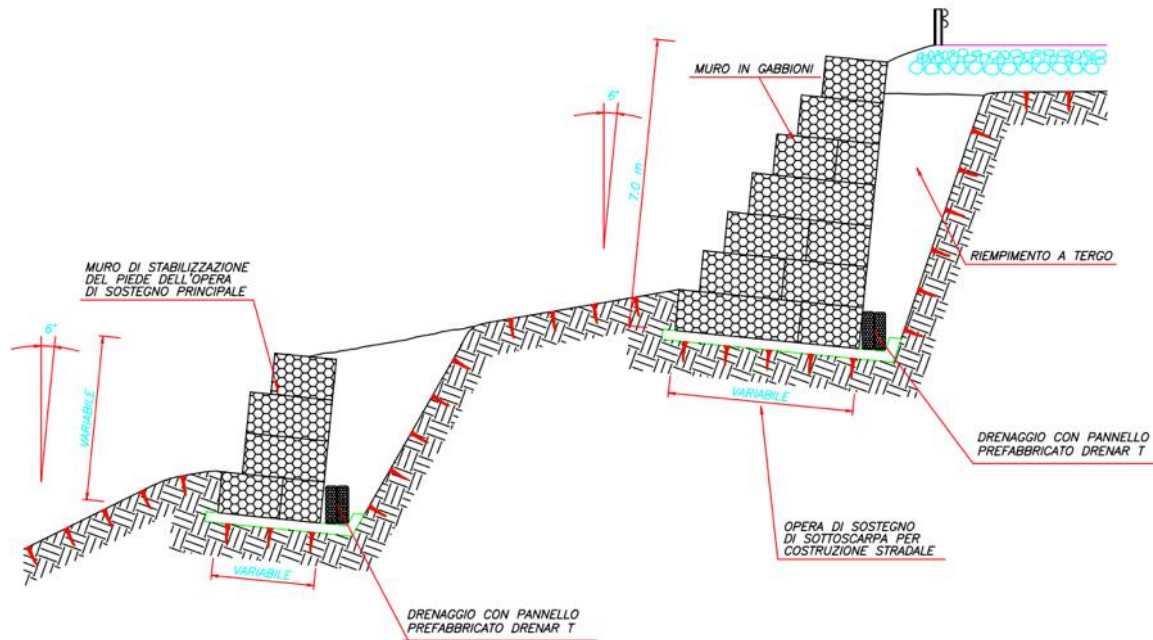 MURO IN GABBIONI
6°
7.0 m
RIEMPIMENTO A TERGO
MURO DI STABILIZZAZIONE
DEL PIEDE DELL'OPERA
DI SOSTEGNO PRINCIPALE
6°
VARIABILE
VARIABILE
DRENAGGIO CON PANNELLO
PREFABBRICATO DRENAR T
OPERA DI SOSTEGNO
DI SOTTOSCARPA PER
COSTRUZIONE STRADALE
VARIABILE
DRENAGGIO CON PANNELLO
PREFABBRICATO DRENAR T